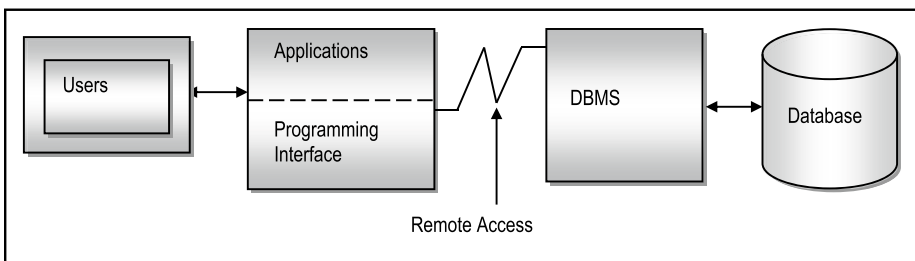 Users
Applications
Programming
Interface
Remote Access
DBMS
Database